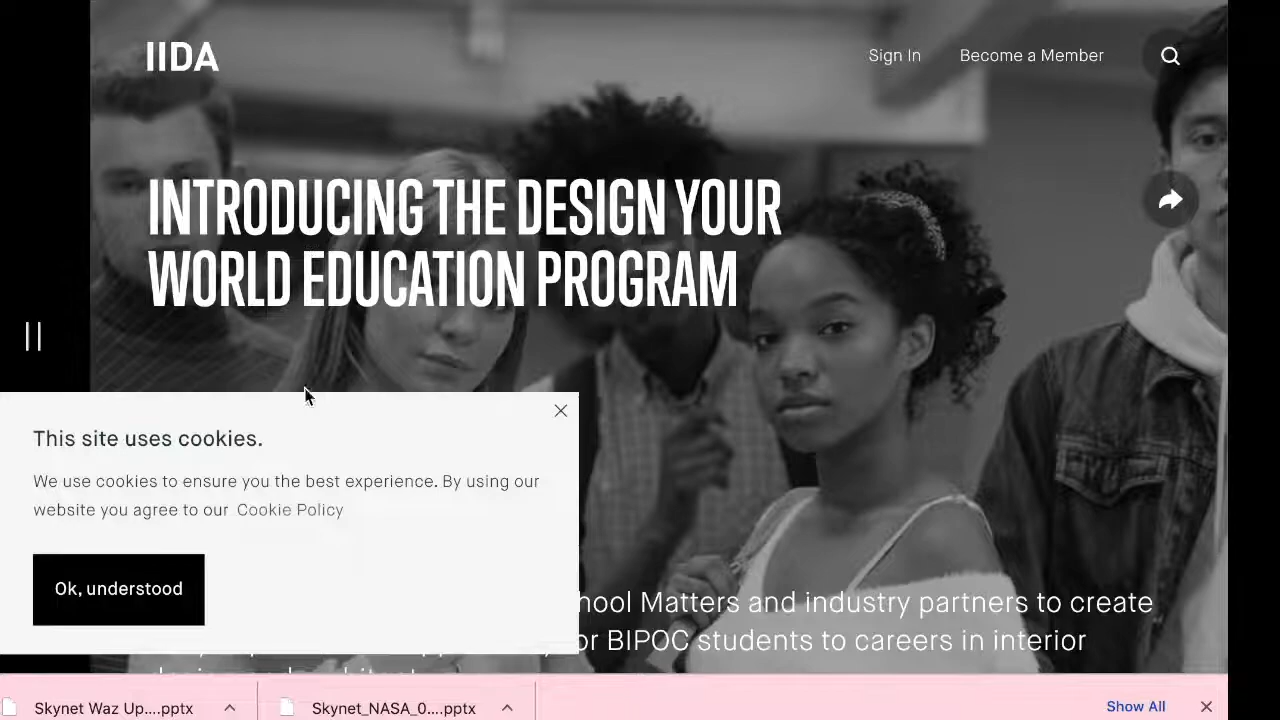 IIDA
Sign In
Become a Member
INTRODUCING THE DESIGN YOUR
WORLD EDUCATION PROGRAM
This site uses cookies.
We use cookies to ensure you the best experience. By using our
website you agree to our Cookie Policy
Ok, understood
Matters and industry partners to create
BIPOC students to careers in interior
Skynet Waz Up....pptx
Skynet_NASA_0....pptx
Show All